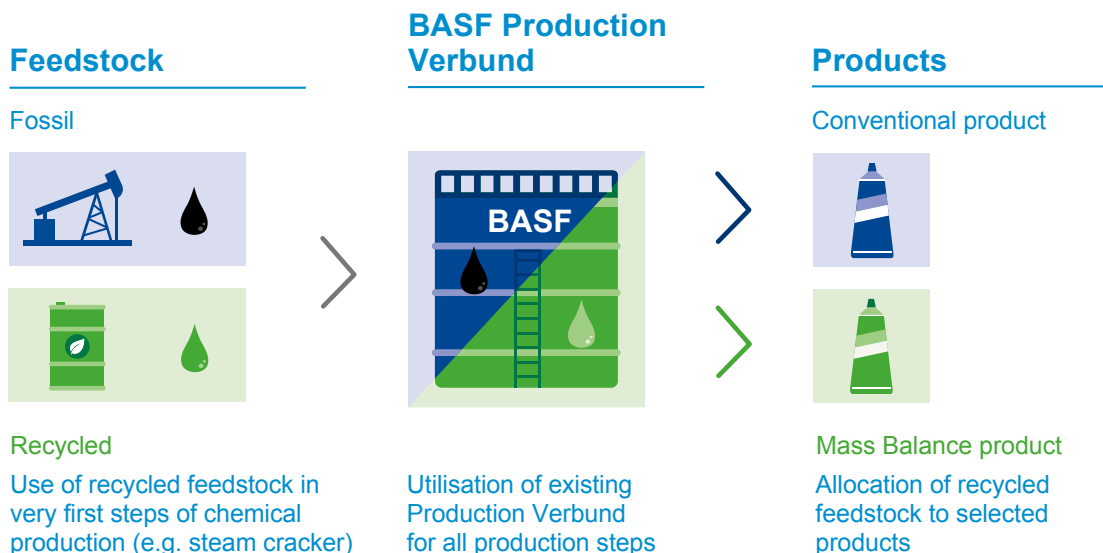 Feedstock
BASF Production
Verbund
Products
Fossil
Conventional product
BASF
Recycled
Mass Balance product
Use of recycled feedstock in
very first steps of chemical
production (e.g. steam cracker)
Utilisation of existing
Production Verbund
for all production steps
Allocation of recycled
feedstock to selected
products